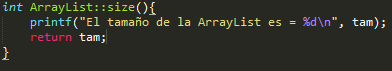 int ArrayList::size(){
printf("El tamaño de la ArrayList es = %d\n", tam);
return tam;
}